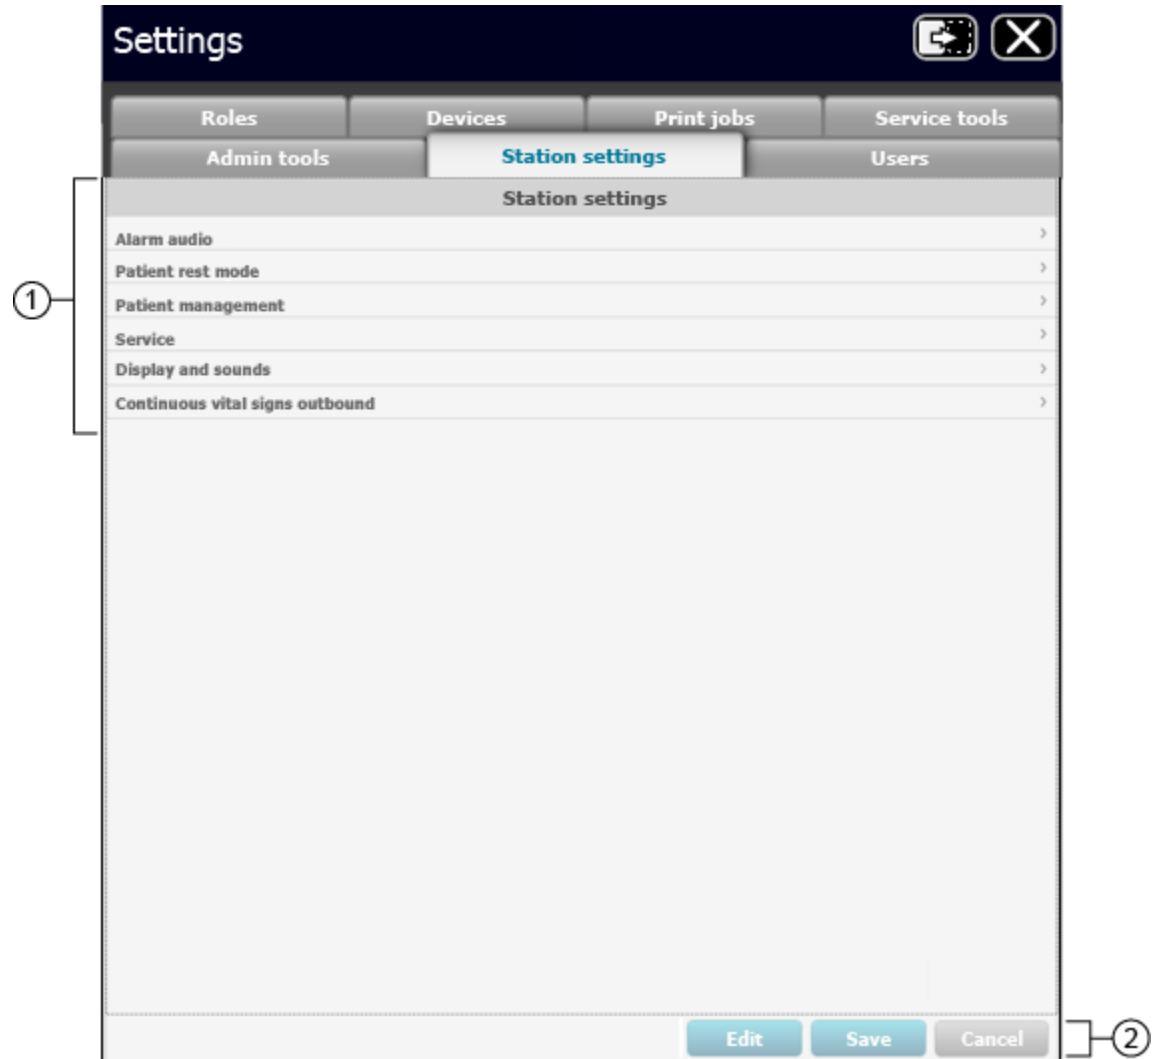 Settings
Roles Devices Print jobs Service tools
Admin tools Station settings Users
Station settings
Alarm audio
Patient rest mode
1
Patient management
Service
Display and sounds
Continuous vital signs outbound
Edit Save Cancel
2